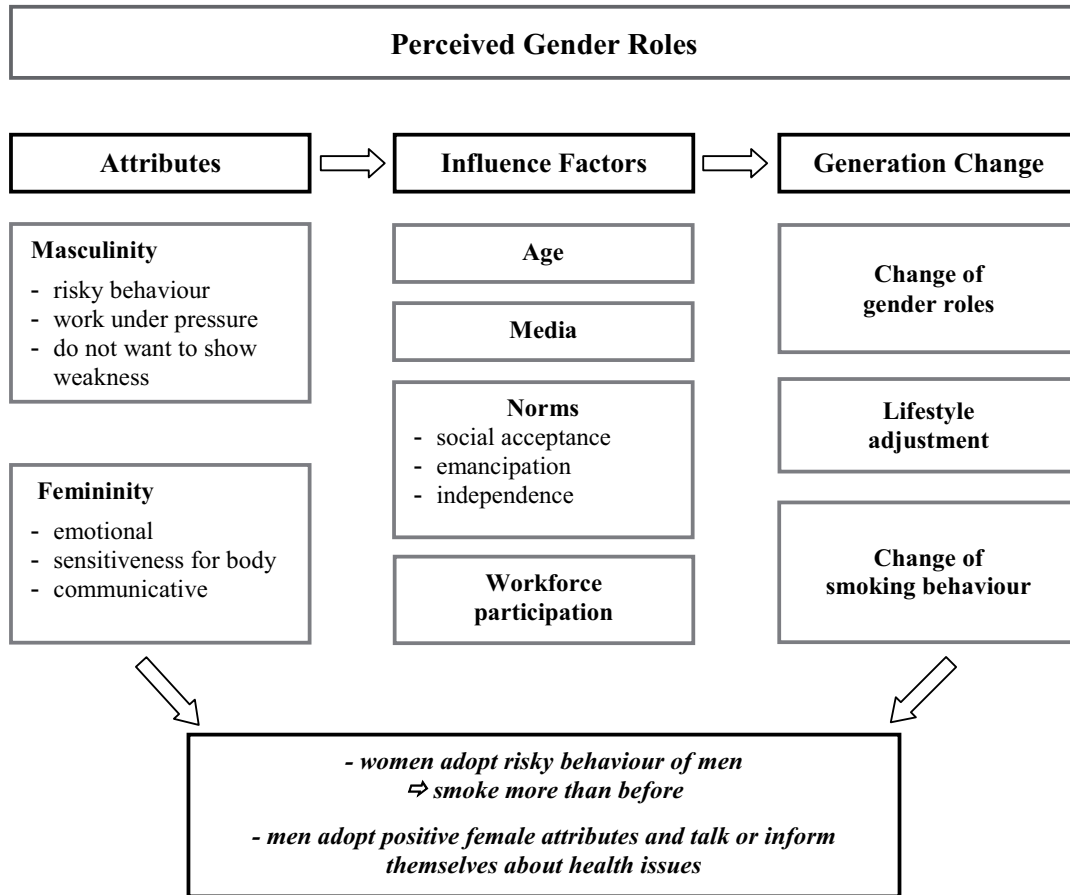 Perceived Gender Roles
Attributes
Influence Factors
Generation Change
Masculinity
- risky behaviour
- work under pressure
- do not want to show
weakness
Femininity
- emotional
- sensitiveness for body
- communicative
Age
Media
Norms
- social acceptance
- emancipation
- independence
Workforce
participation
Change of
gender roles
Lifestyle
adjustment
Change of
smoking behaviour
- women adopt risky behaviour of men
⇨ smoke more than before
- men adopt positive female attributes and talk or inform
themselves about health issues